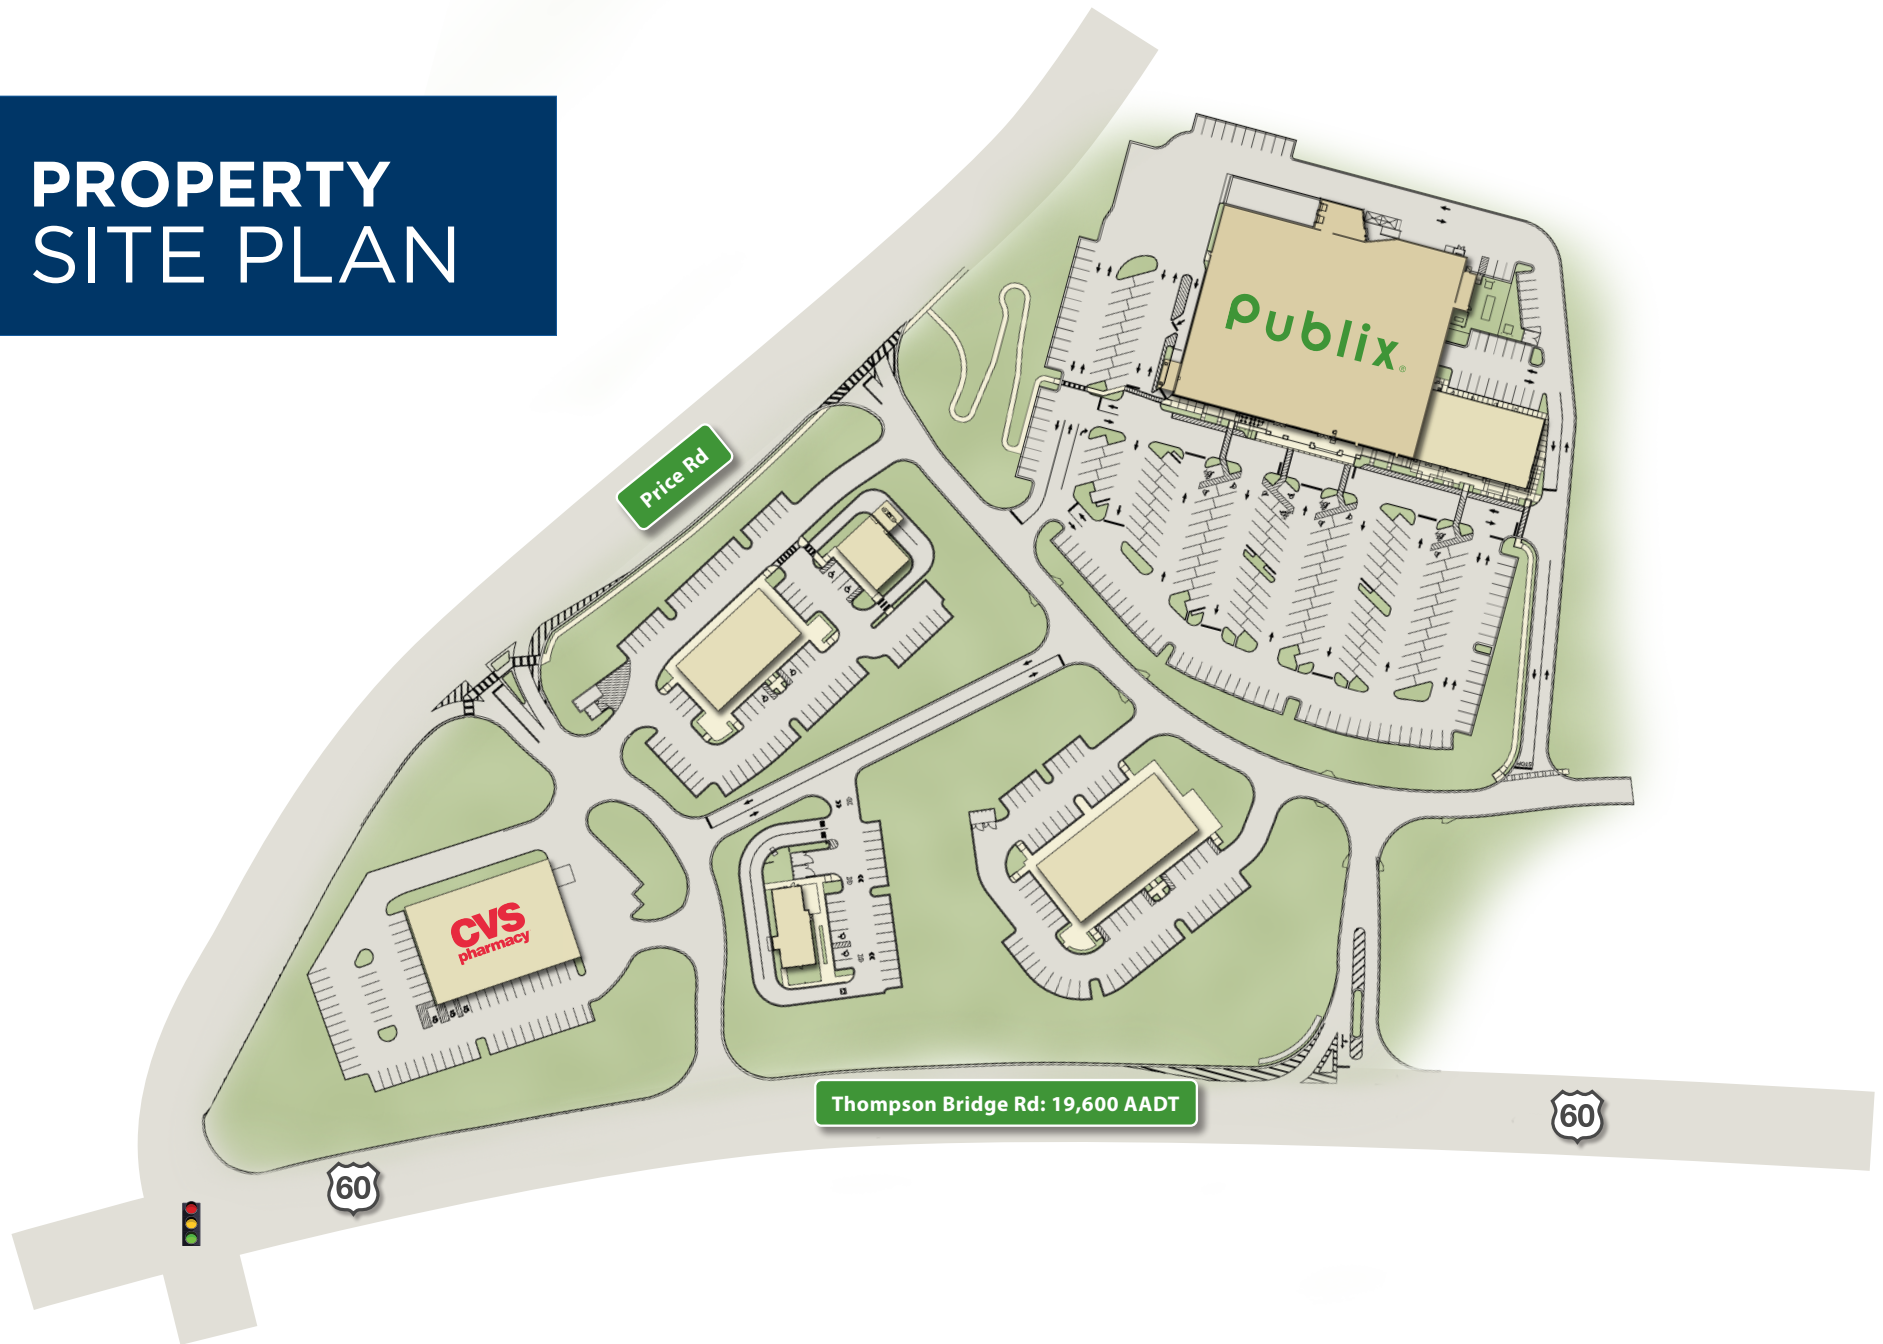 PROPERTY
SITE PLAN
publix®
Price Rd
CVS
pharmacy
Thompson Bridge Rd: 19,600 AADT
60
60